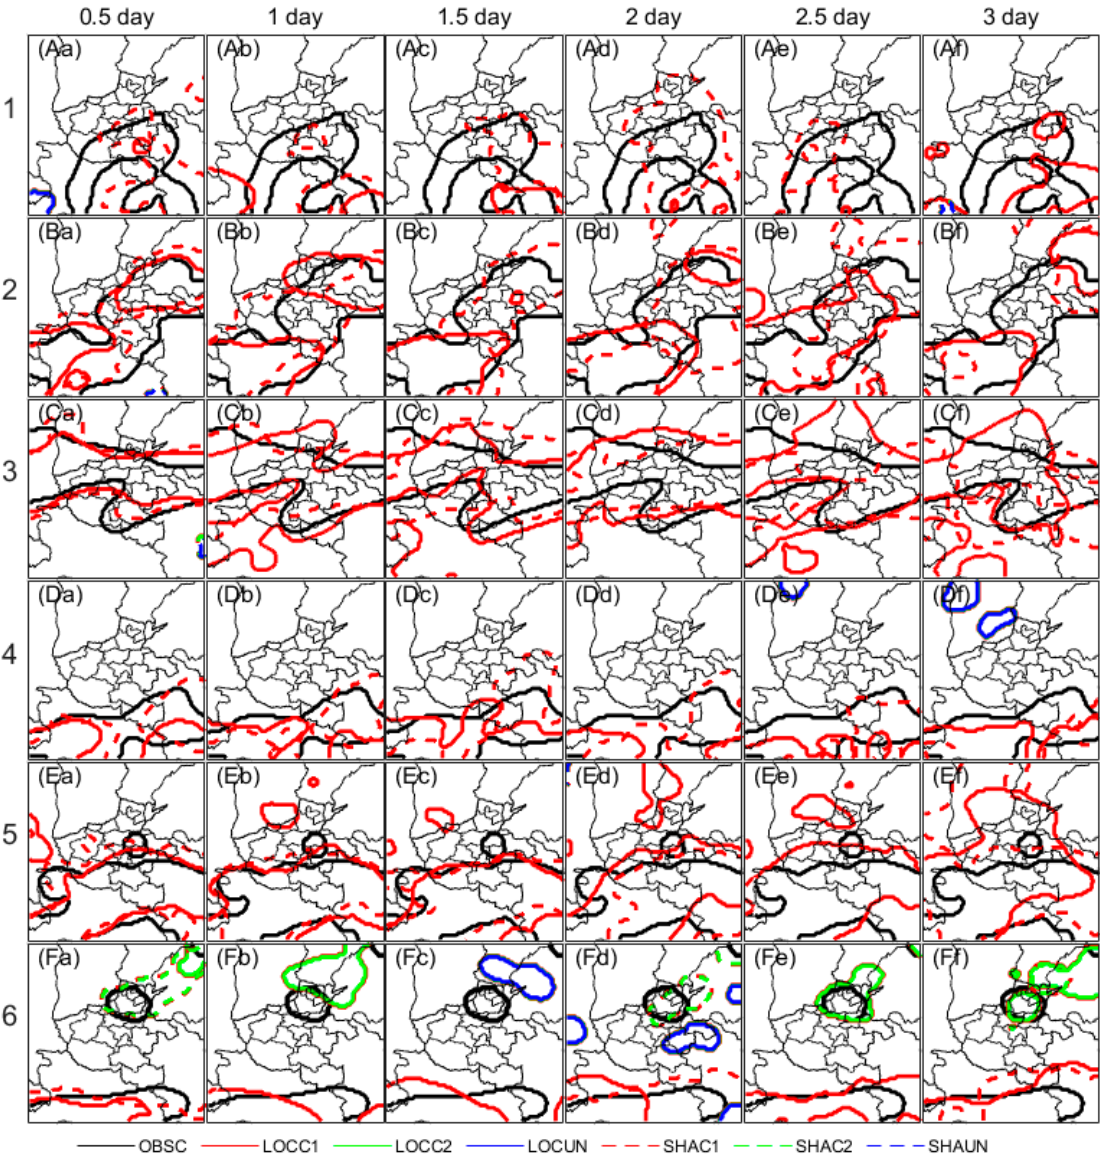 0.5 day 1 day 1.5 day 2 day 2.5 day 3 day
1 (Aa) (Ab) (Ac) (Ad) (Ae) (Af)
2 (Ba) (Bb) (Bc) (Bd) (Be) (Bf)
3 (Ca) (Cb) (Cc) (Cd) (Ce) (Cf)
4 (Da) (Db) (Dc) (Dd) (De) (Df)
5 (Ea) (Eb) (Ec) (Ed) (Ee) (Ef)
6 (Fa) (Fb) (Fc) (Fd) (Fe) (Ff)
OBSC LOCC1 LOCC2 LOCUN SHAC1 SHAC2 SHAUN